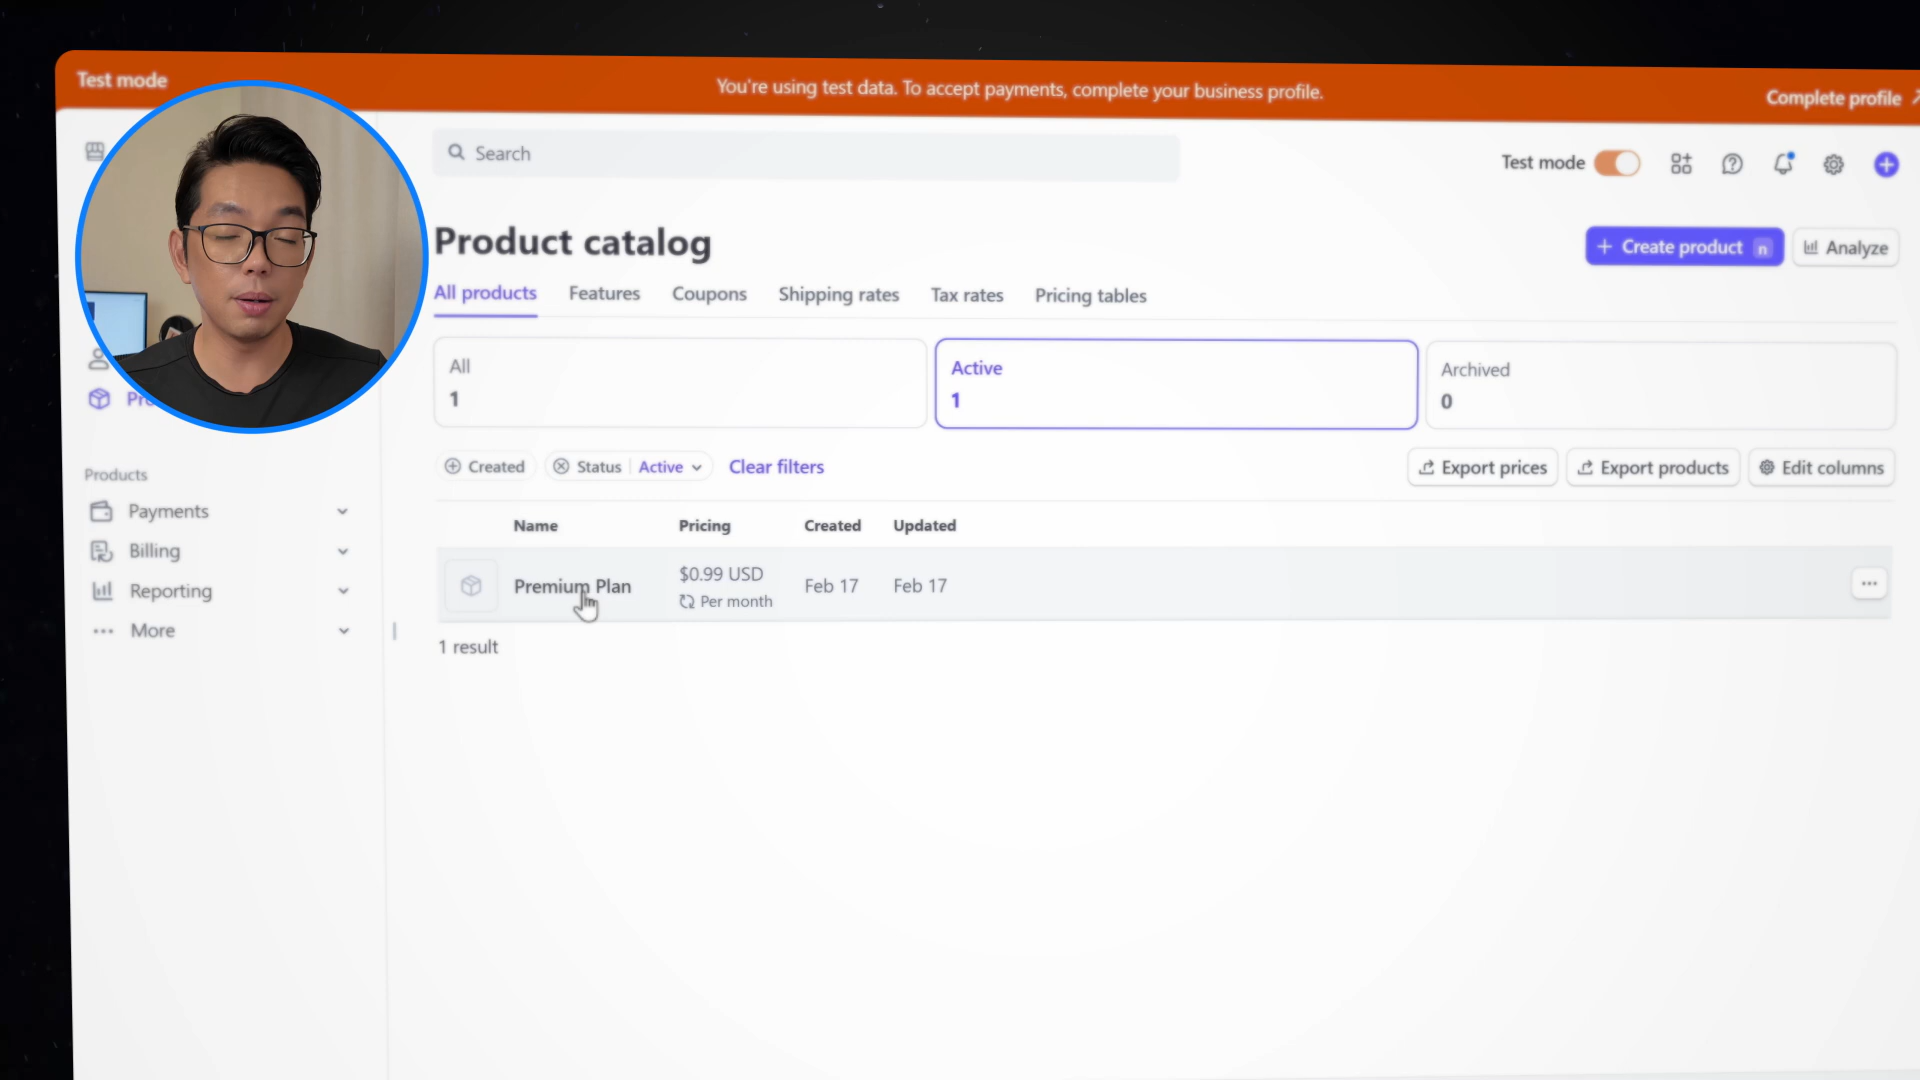 Test mode
You're using test data. To accept payments, complete your business profile.
Complete profile
Search
Test mode
Product catalog
+ Create product n
Analyze
All products
Features
Coupons
Shipping rates
Tax rates
Pricing tables
All
1
Active
1
Archived
0
Created
Status | Active
Clear filters
Export prices
Export products
Edit columns
Products
Payments
Billing
Reporting
More
Name Pricing Created Updated
Premium Plan $0.99 USD Feb 17 Feb 17
Per month
1 result